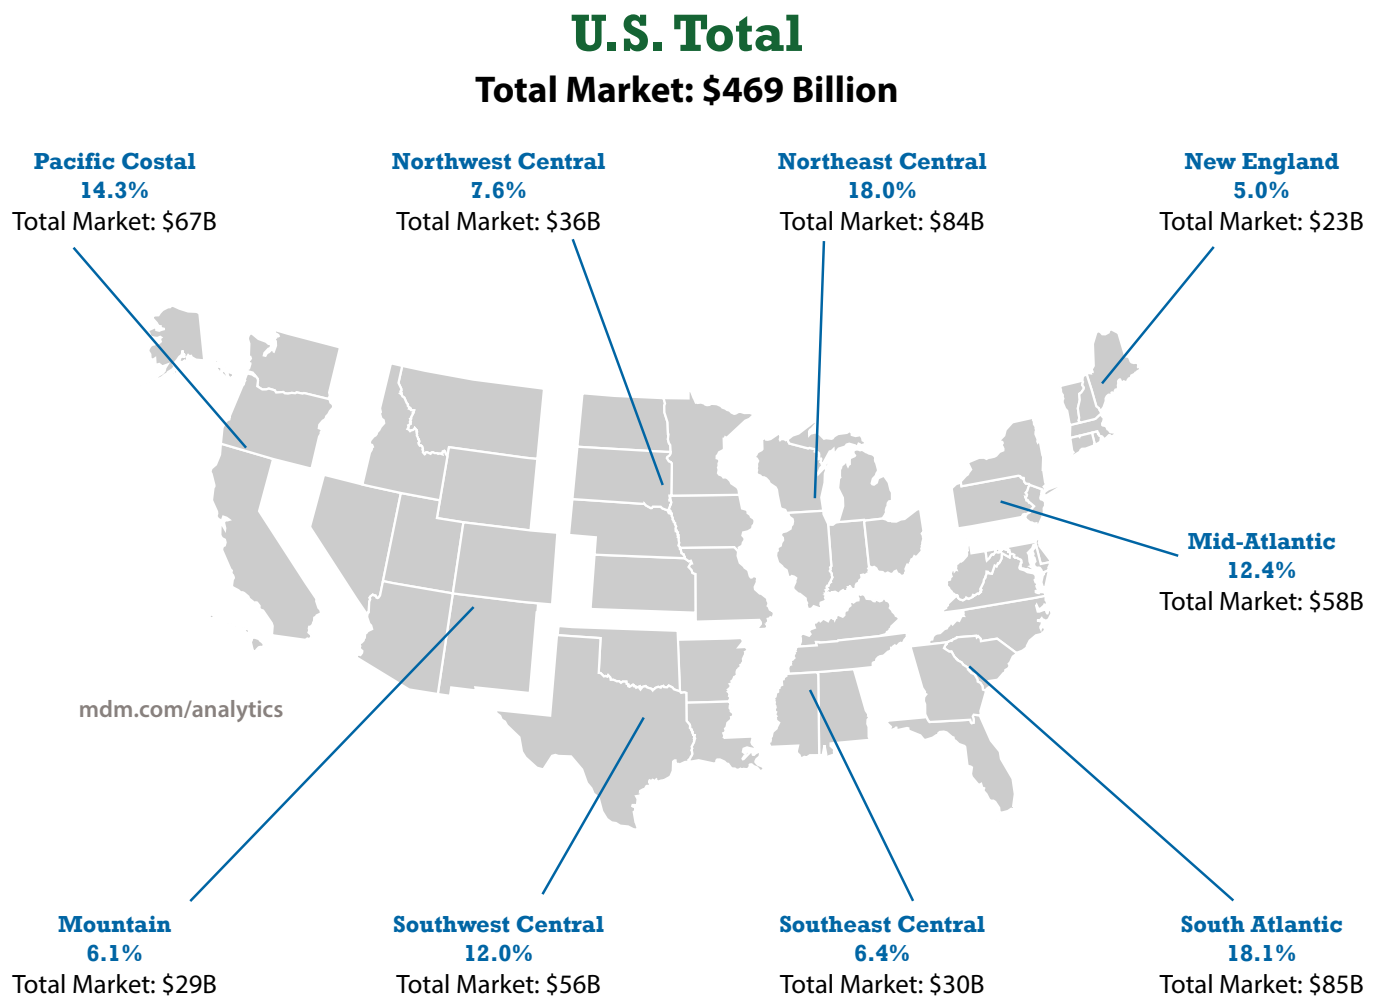 U.S. Total
Total Market: $469 Billion
Pacific Costal
14.3%
Total Market: $67B
Northwest Central
7.6%
Total Market: $36B
Northeast Central
18.0%
Total Market: $84B
New England
5.0%
Total Market: $23B
Mid-Atlantic
12.4%
Total Market: $58B
mdm.com/analytics
Mountain
6.1%
Total Market: $29B
Southwest Central
12.0%
Total Market: $56B
Southeast Central
6.4%
Total Market: $30B
South Atlantic
18.1%
Total Market: $85B